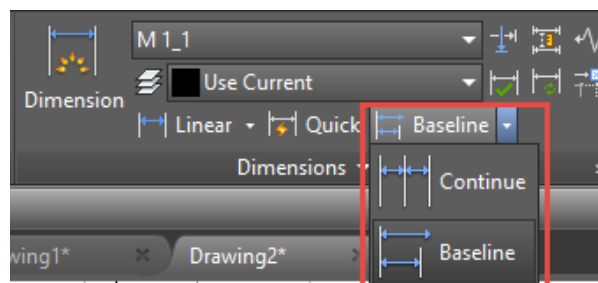 M 1_1
Use Current
Dimension
Linear Quick Baseline
Dimensions
Continue
wing1* Drawing2*
Baseline